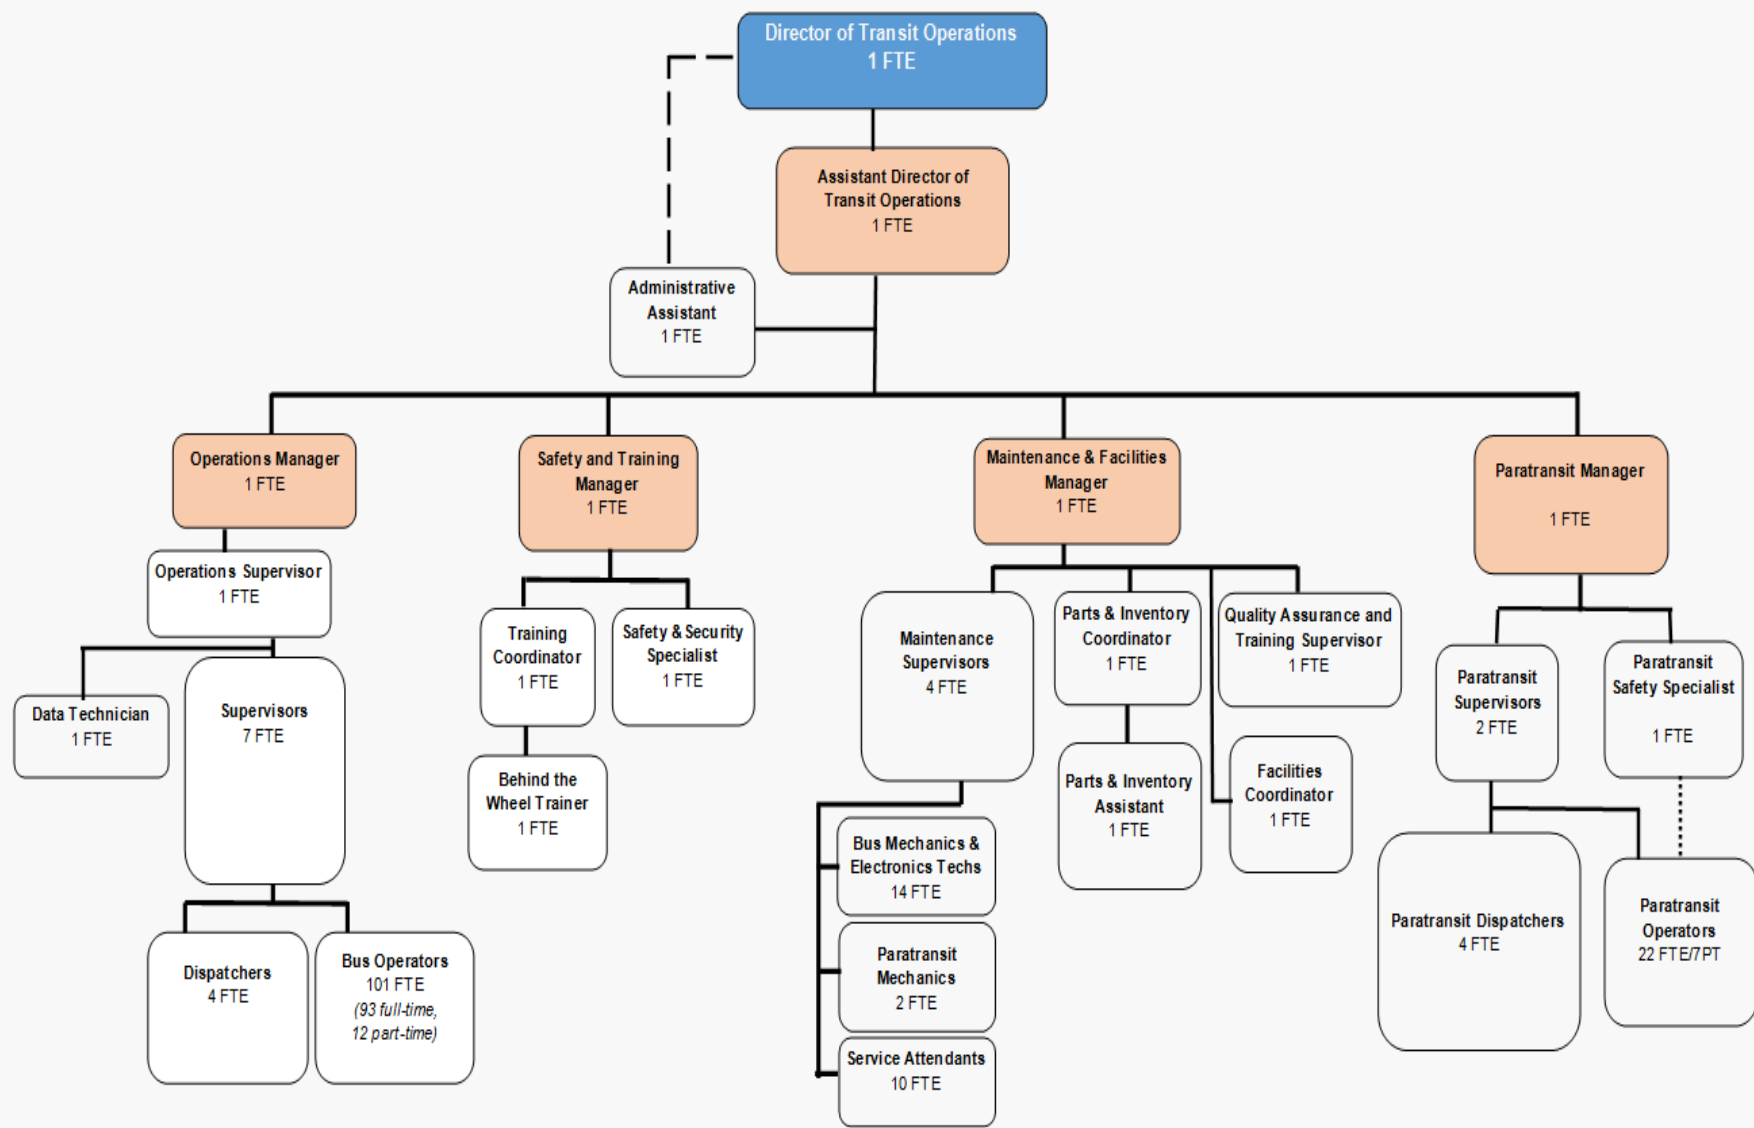 Director of Transit Operations
1 FTE
Assistant Director of
Transit Operations
1 FTE
Administrative
Assistant
1 FTE
Operations Manager
1 FTE
Safety and Training
Manager
1 FTE
Maintenance & Facilities
Manager
1 FTE
Paratransit Manager
1 FTE
Operations Supervisor
1 FTE
Data Technician
1 FTE
Supervisors
7 FTE
Dispatchers
4 FTE
Bus Operators
101 FTE
(93 full-time,
12 part-time)
Training
Coordinator
1 FTE
Safety & Security
Specialist
1 FTE
Behind the
Wheel Trainer
1 FTE
Maintenance
Supervisors
4 FTE
Parts & Inventory
Coordinator
1 FTE
Quality Assurance and
Training Supervisor
1 FTE
Parts & Inventory
Assistant
1 FTE
Facilities
Coordinator
1 FTE
Bus Mechanics &
Electronics Techs
14 FTE
Paratransit
Mechanics
2 FTE
Service Attendants
10 FTE
Paratransit
Supervisors
2 FTE
Paratransit
Safety Specialist
1 FTE
Paratransit Dispatchers
4 FTE
Paratransit
Operators
22 FTE/7PT